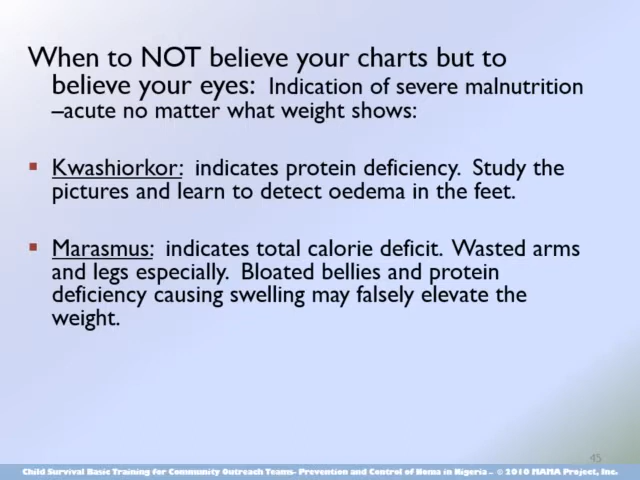 When to NOT believe your charts but to
believe your eyes: Indication of severe malnutrition
–acute no matter what weight shows:
▪ Kwashiorkor: indicates protein deficiency. Study the
pictures and learn to detect oedema in the feet.
▪ Marasmus: indicates total calorie deficit. Wasted arms
and legs especially. Bloated bellies and protein
deficiency causing swelling may falsely elevate the
weight.
45
Child Survival Basic Training for Community Outreach Teams- Prevention and Control of Noma in Nigeria - © 2010 MAMA Project, Inc.